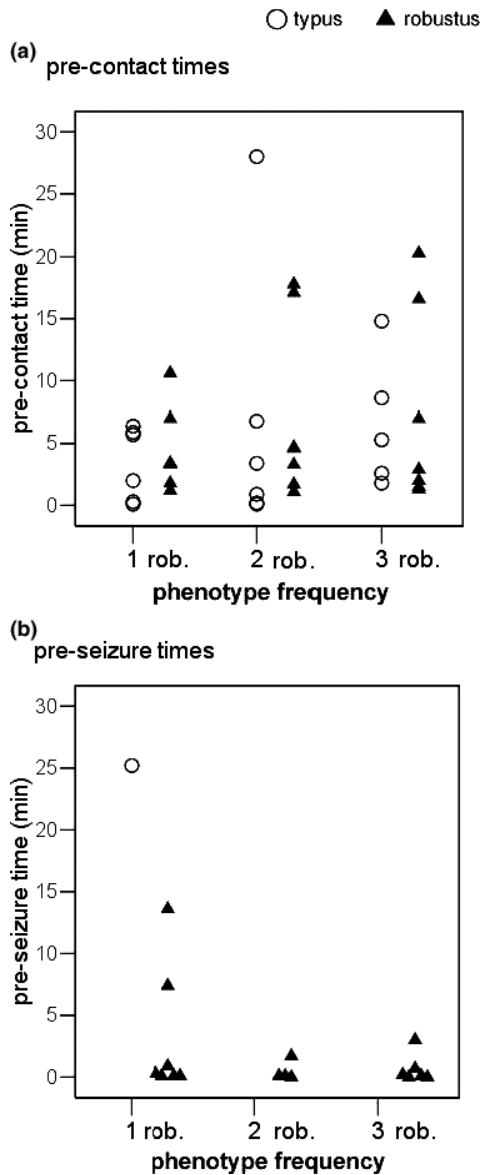 typus robustus
(a) pre-contact times
30
25
20
15
10
5
0
pre-contact time (min)
1 rob. 2 rob. 3 rob.
phenotype frequency
(b)
pre-seizure times
30
25
20
15
10
5
0
pre-seizure time (min)
1 rob. 2 rob. 3 rob.
phenotype frequency